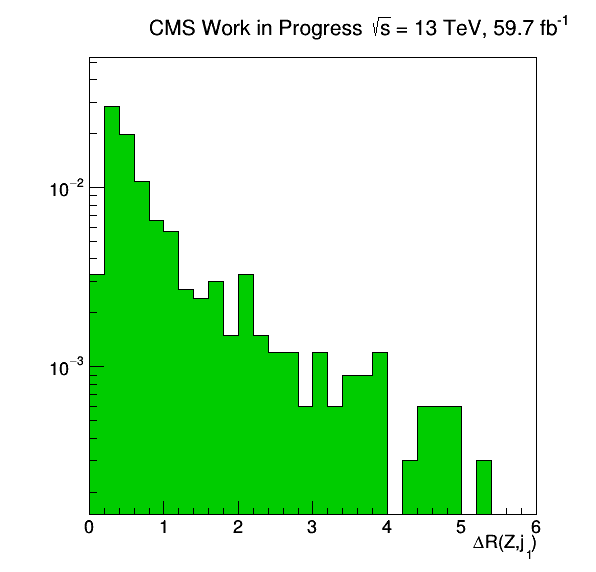 CMS Work in Progress √s = 13 TeV, 59.7 fb⁻¹
10⁻²
10⁻³
0 1 2 3 4 5 6
ΔR(Z,j₁)